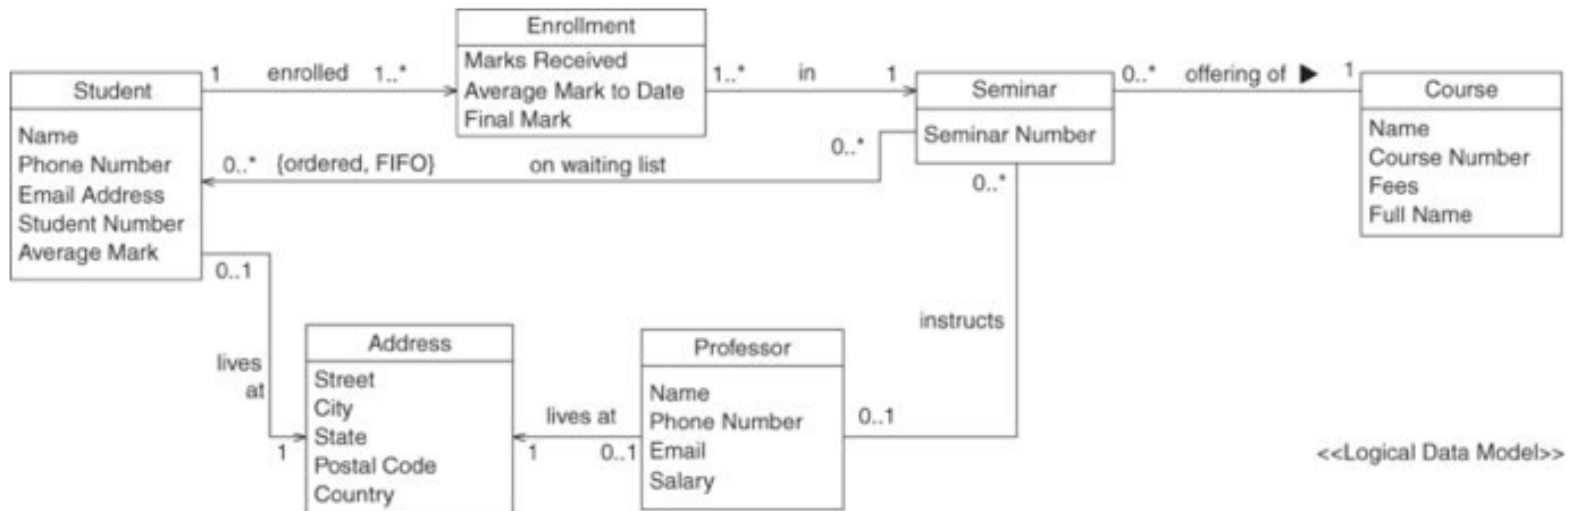 Enrollment
Marks Received
Average Mark to Date
Final Mark
1 enrolled 1..*
1..* in 1
0..* offering of ▶ 1
Student
Name
Phone Number
Email Address
Student Number
Average Mark
Seminar
Seminar Number
Course
Name
Course Number
Fees
Full Name
0..* {ordered, FIFO} on waiting list 0..*
0..*
0..1
instructs
lives
at
1
Address
Street
City
State
Postal Code
Country
lives at
1 0..1
Professor
Name
Phone Number
Email
Salary
0..1
<<Logical Data Model>>